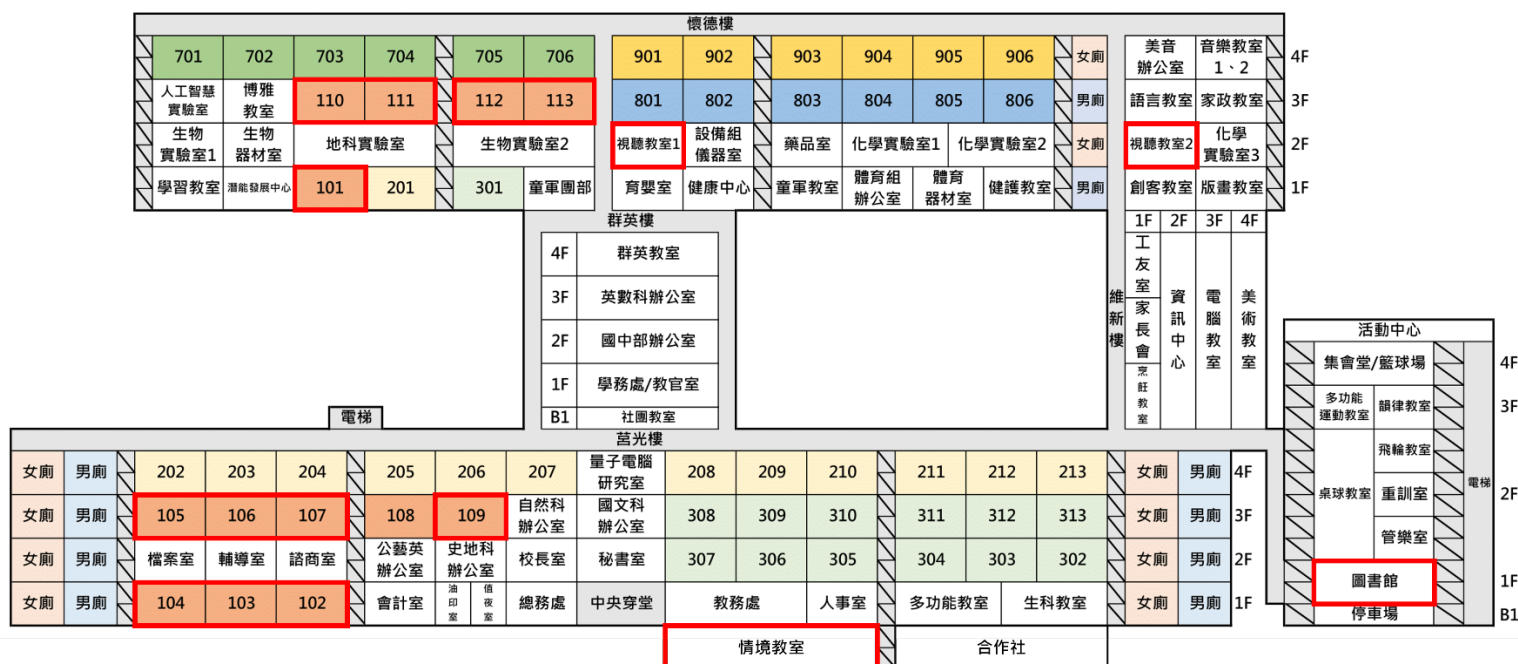 懷德樓
701 702 703 704 705 706 901 902 903 904 905 906 女廁 美音辦公室 音樂教室1、2 4F
人工智慧實驗室 博雅教室 110 111 112 113 801 802 803 804 805 806 男廁 語言教室 家政教室 3F
生物實驗室1 生物器材室 地科實驗室 生物實驗室2 視聽教室1 設備組儀器室 藥品室 化學實驗室1 化學實驗室2 女廁 視聽教室2 化學實驗室3 2F
學習教室 潛能發展中心 101 201 301 童軍團部 育嬰室 健康中心 童軍教室 體育組辦公室 體育器材室 健護教室 男廁 創客教室 版畫教室 1F
群英樓
4F 群英教室
3F 英數科辦公室
2F 國中部辦公室
1F 學務處/教官室
B1 社團教室
維新樓
1F 2F 3F 4F
工友室
家長會
烹飪教室
資訊中心
電腦教室
美術教室
活動中心
集會堂/籃球場 4F
多功能運動教室 韻律教室 3F
飛輪教室
桌球教室 重訓室 電梯 2F
管樂室
圖書館 1F
停車場 B1
電梯
莒光樓
女廁 男廁 202 203 204 205 206 207 量子電腦研究室 208 209 210 211 212 213 女廁 男廁 4F
女廁 男廁 105 106 107 108 109 自然科辦公室 國文科辦公室 308 309 310 311 312 313 女廁 男廁 3F
女廁 男廁 檔案室 輔導室 諮商室 公藝英辦公室 史地科辦公室 校長室 秘書室 307 306 305 304 303 302 女廁 男廁 2F
女廁 男廁 104 103 102 會計室 油印室 值夜室 總務處 中央穿堂 教務處 人事室 多功能教室 生科教室 女廁 男廁 1F
情境教室 合作社